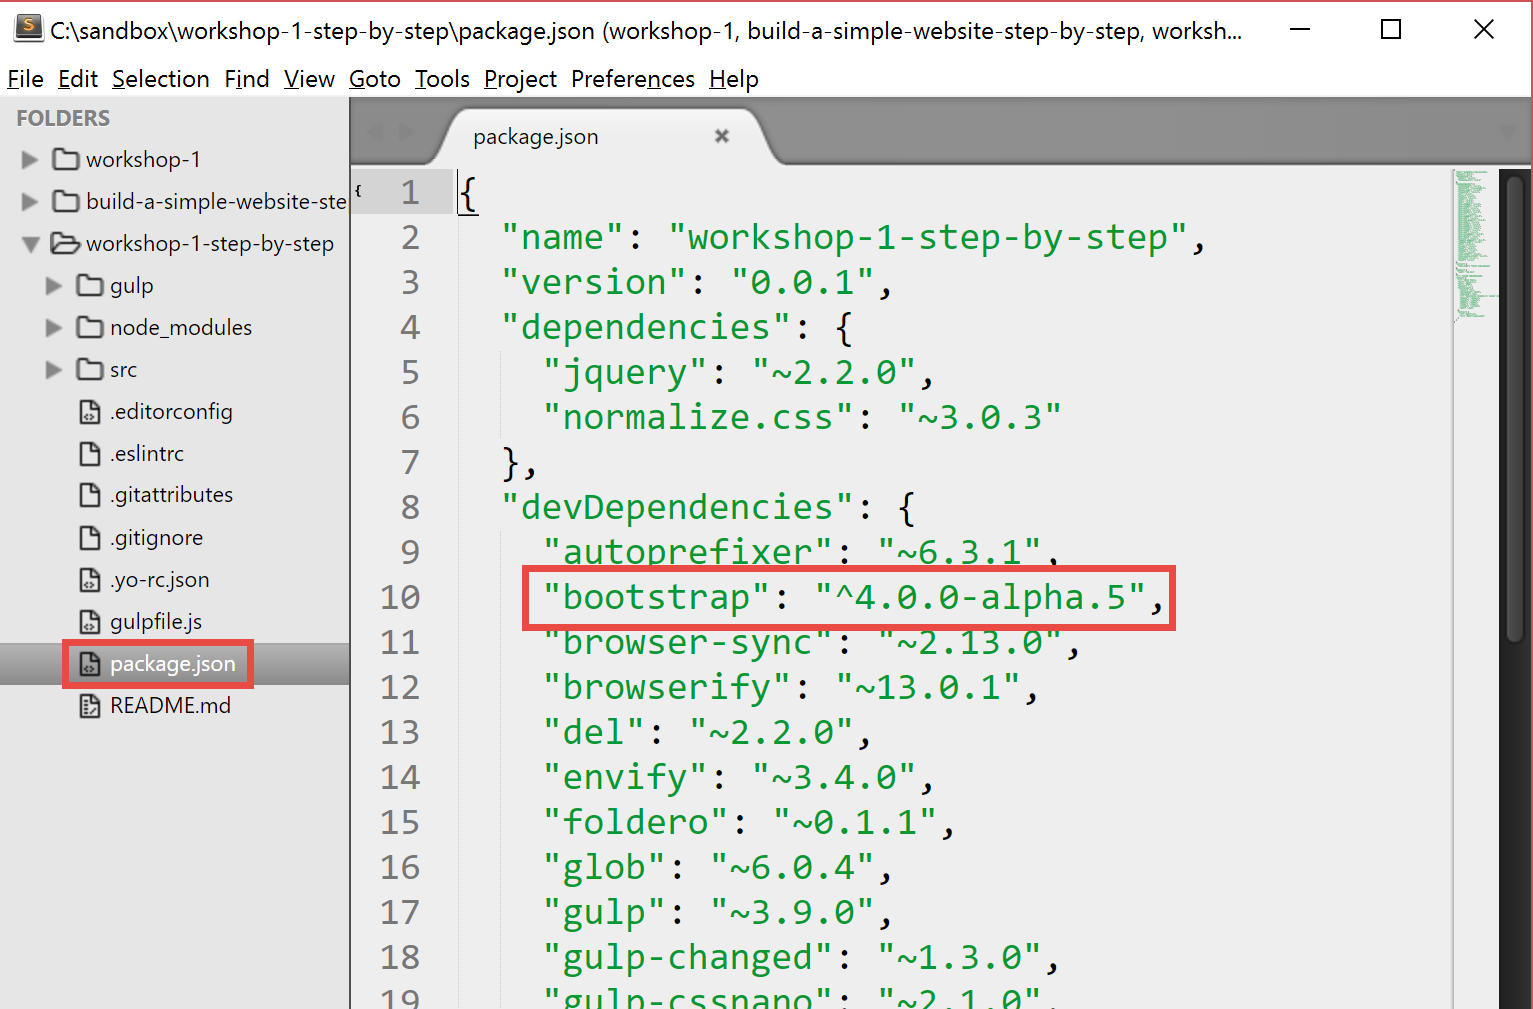 C:\sandbox\workshop-1-step-by-step\package.json (workshop-1, build-a-simple-website-step-by-step, worksh...
File Edit Selection Find View Goto Tools Project Preferences Help
FOLDERS
workshop-1
build-a-simple-website-ste
workshop-1-step-by-step
gulp
node_modules
src
.editorconfig
.eslintrc
.gitattributes
.gitignore
.yo-rc.json
gulpfile.js
package.json
README.md
package.json
{ 1 {
2 "name": "workshop-1-step-by-step",
3 "version": "0.0.1",
4 "dependencies": {
5 "jquery": "~2.2.0",
6 "normalize.css": "~3.0.3"
7 },
8 "devDependencies": {
9 "autoprefixer": "~6.3.1",
10 "bootstrap": "^4.0.0-alpha.5",
11 "browser-sync": "~2.13.0",
12 "browserify": "~13.0.1",
13 "del": "~2.2.0",
14 "envify": "~3.4.0",
15 "foldero": "~0.1.1",
16 "glob": "~6.0.4",
17 "gulp": "~3.9.0",
18 "gulp-changed": "~1.3.0",
19 "gulp-cssnano": "~2.1.0",